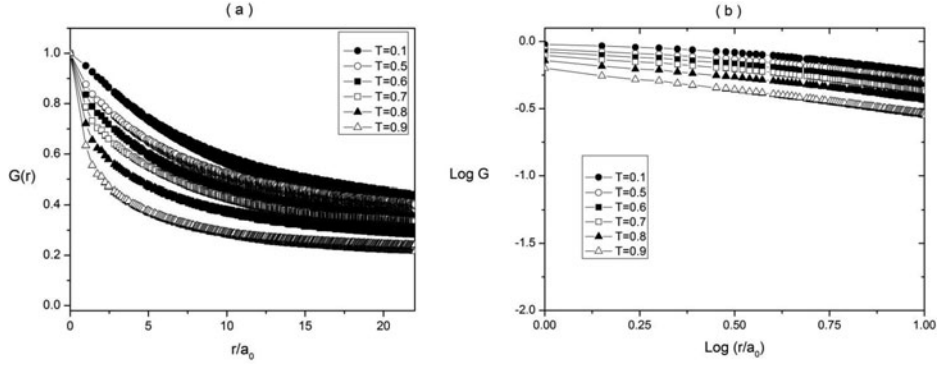 ( a )
1.0
0.8
0.6
0.4
0.2
0.0
G(r)
T=0.1
T=0.5
T=0.6
T=0.7
T=0.8
T=0.9
0 5 10 15 20
r/a₀
( b )
0.0
-0.5
-1.0
-1.5
-2.0
Log G
T=0.1
T=0.5
T=0.6
T=0.7
T=0.8
T=0.9
0.00 0.25 0.50 0.75 1.00
Log (r/a₀)